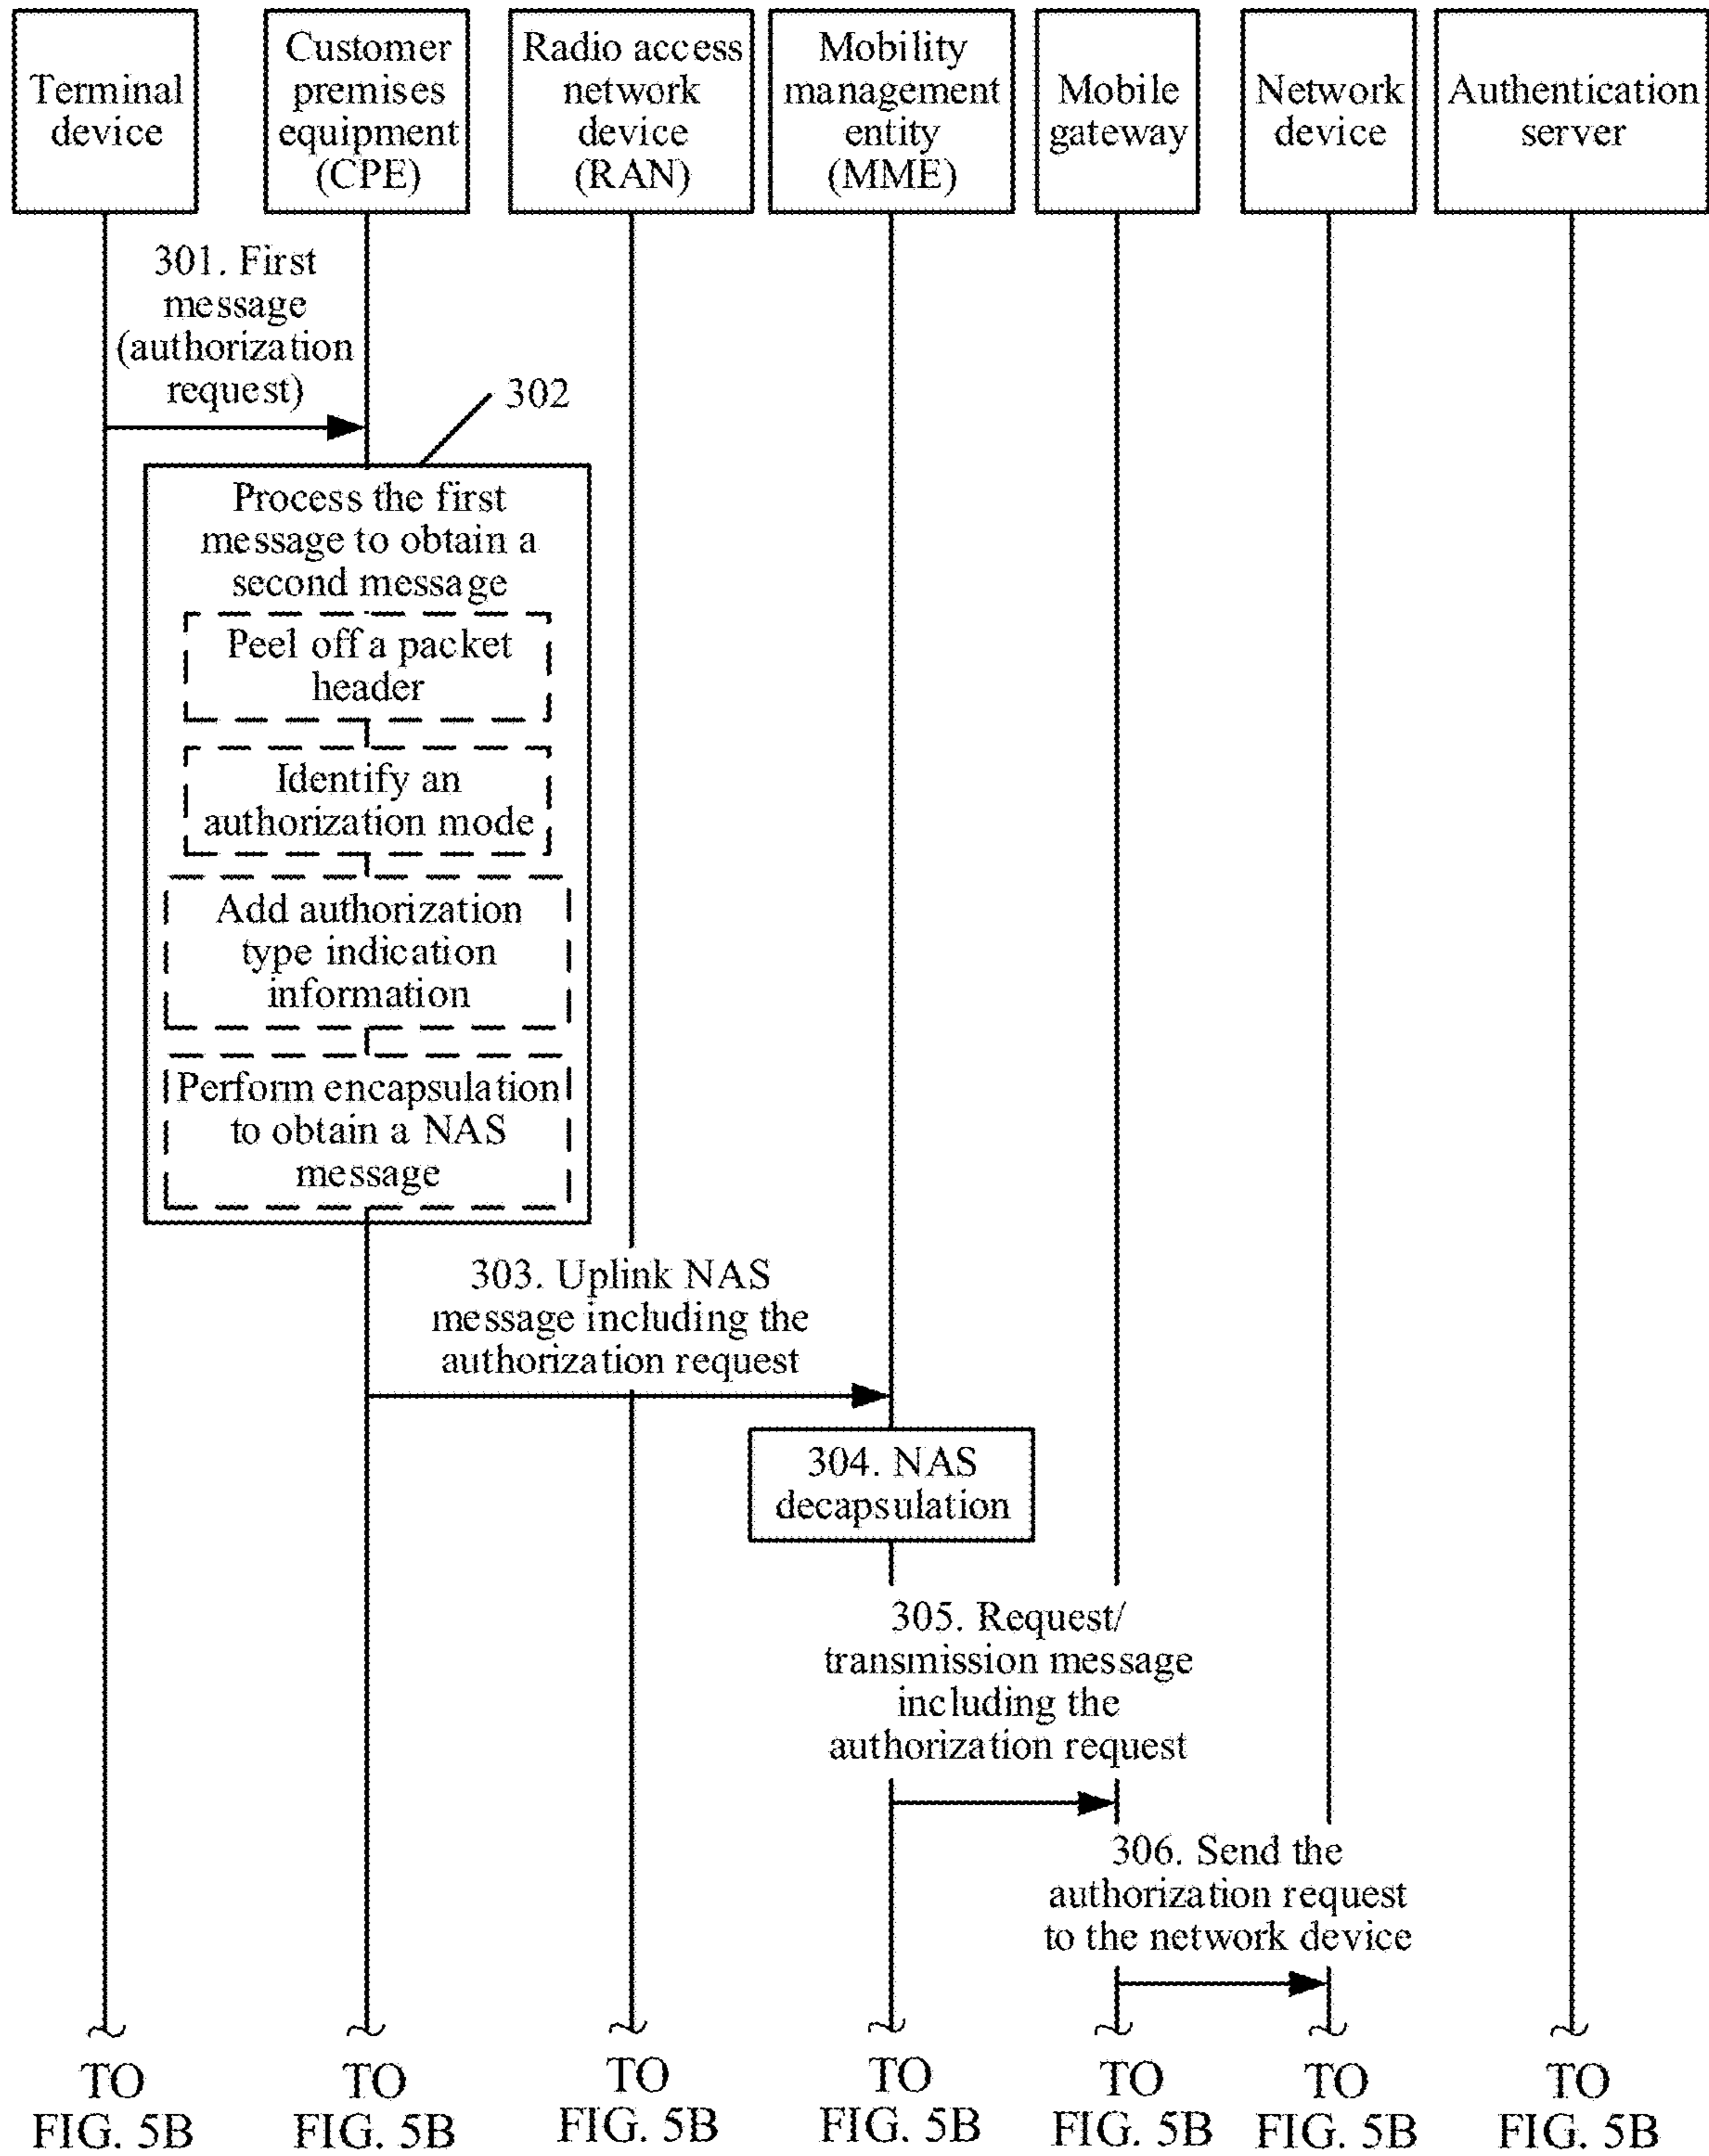 Terminal
device
Customer
premises
equipment
(CPE)
Radio access
network
device
(RAN)
Mobility
management
entity
(MME)
Mobile
gateway
Network
device
Authentication
server
301. First
message
(authorization
request)
302
Process the first
message to obtain a
second message
Peel off a packet
header
Identify an
authorization mode
Add authorization
type indication
information
Perform encapsulation
to obtain a NAS
message
303. Uplink NAS
message including the
authorization request
304. NAS
decapsulation
305. Request/
transmission message
including the
authorization request
306. Send the
authorization request
to the network device
TO
FIG. 5B
TO
FIG. 5B
TO
FIG. 5B
TO
FIG. 5B
TO
FIG. 5B
TO
FIG. 5B
TO
FIG. 5B